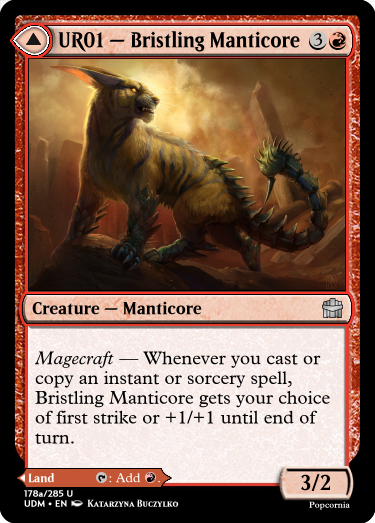 UR01 — Bristling Manticore 3
Creature — Manticore
Magecraft — Whenever you cast or
copy an instant or sorcery spell,
Bristling Manticore gets your choice
of first strike or +1/+1 until end of
turn.
Land : Add .
3/2
178a/285 U
UDM • EN Katarzyna Buczylko
Popcornia